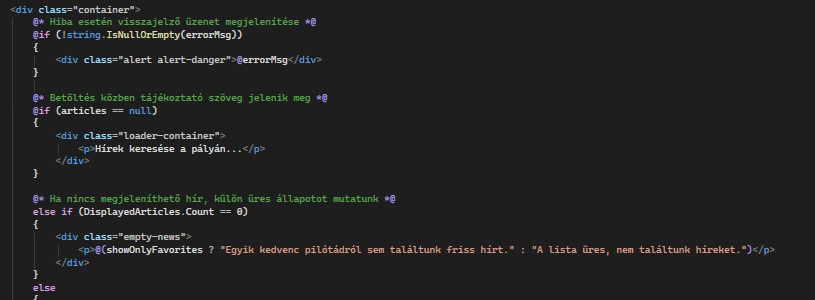 <div class="container">
@* Hiba esetén visszajelző üzenet megjelenítése *@
@if (!string.IsNullOrEmpty(errorMsg))
{
<div class="alert alert-danger">@errorMsg</div>
}
@* Betöltés közben tájékoztató szöveg jelenik meg *@
@if (articles == null)
{
<div class="loader-container">
<p>Hírek keresése a pályán...</p>
</div>
}
@* Ha nincs megjeleníthető hír, külön üres állapotot mutatunk *@
else if (DisplayedArticles.Count == 0)
{
<div class="empty-news">
<p>@(showOnlyFavorites ? "Egyik kedvenc pilótádról sem találtunk friss hírt." : "A lista üres, nem találtunk híreket.")</p>
</div>
}
else
{